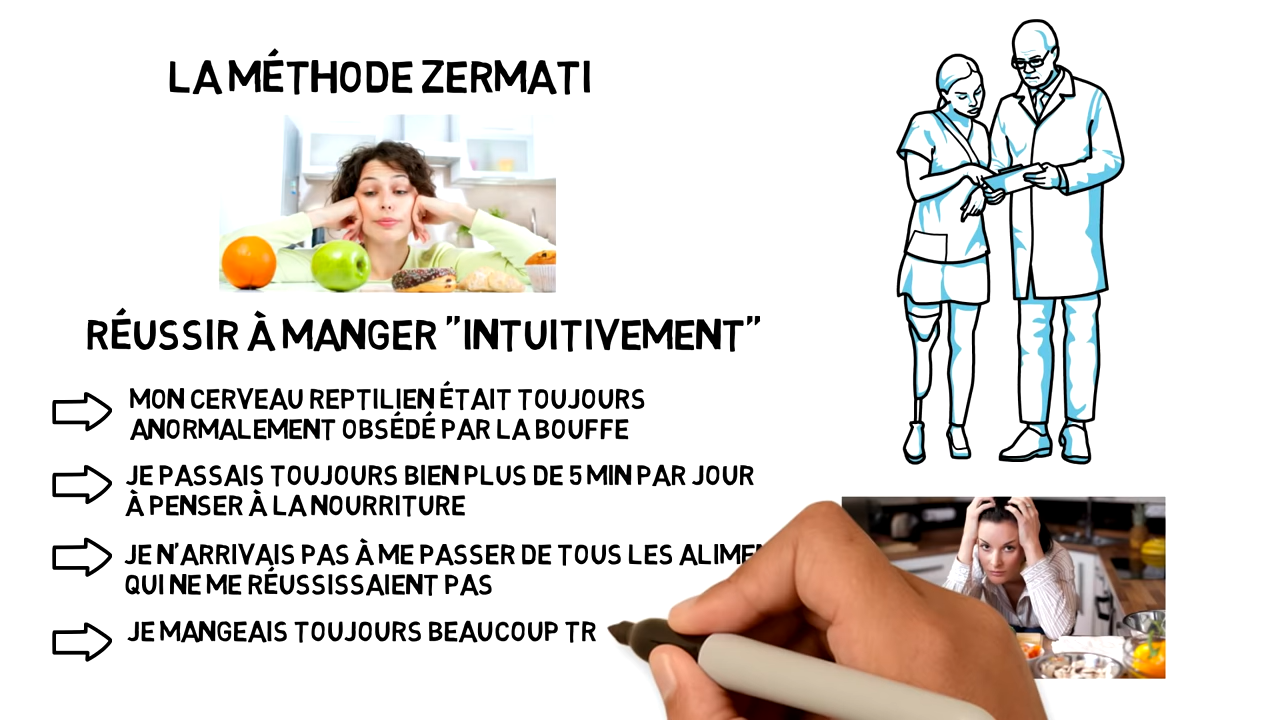 LA MÉTHODE ZERMATI
RÉUSSIR À MANGER "INTUITIVEMENT"
MON CERVEAU REPTILIEN ÉTAIT TOUJOURS
ANORMALEMENT OBSÉDÉ PAR LA BOUFFE
JE PASSAIS TOUJOURS BIEN PLUS DE 5 MIN PAR JOUR
À PENSER À LA NOURRITURE
JE N'ARRIVAIS PAS À ME PASSER DE TOUS LES
QUI NE ME RÉUSSISSAIENT PAS
JE MANGEAIS TOUJOURS BEAUCOUP TR